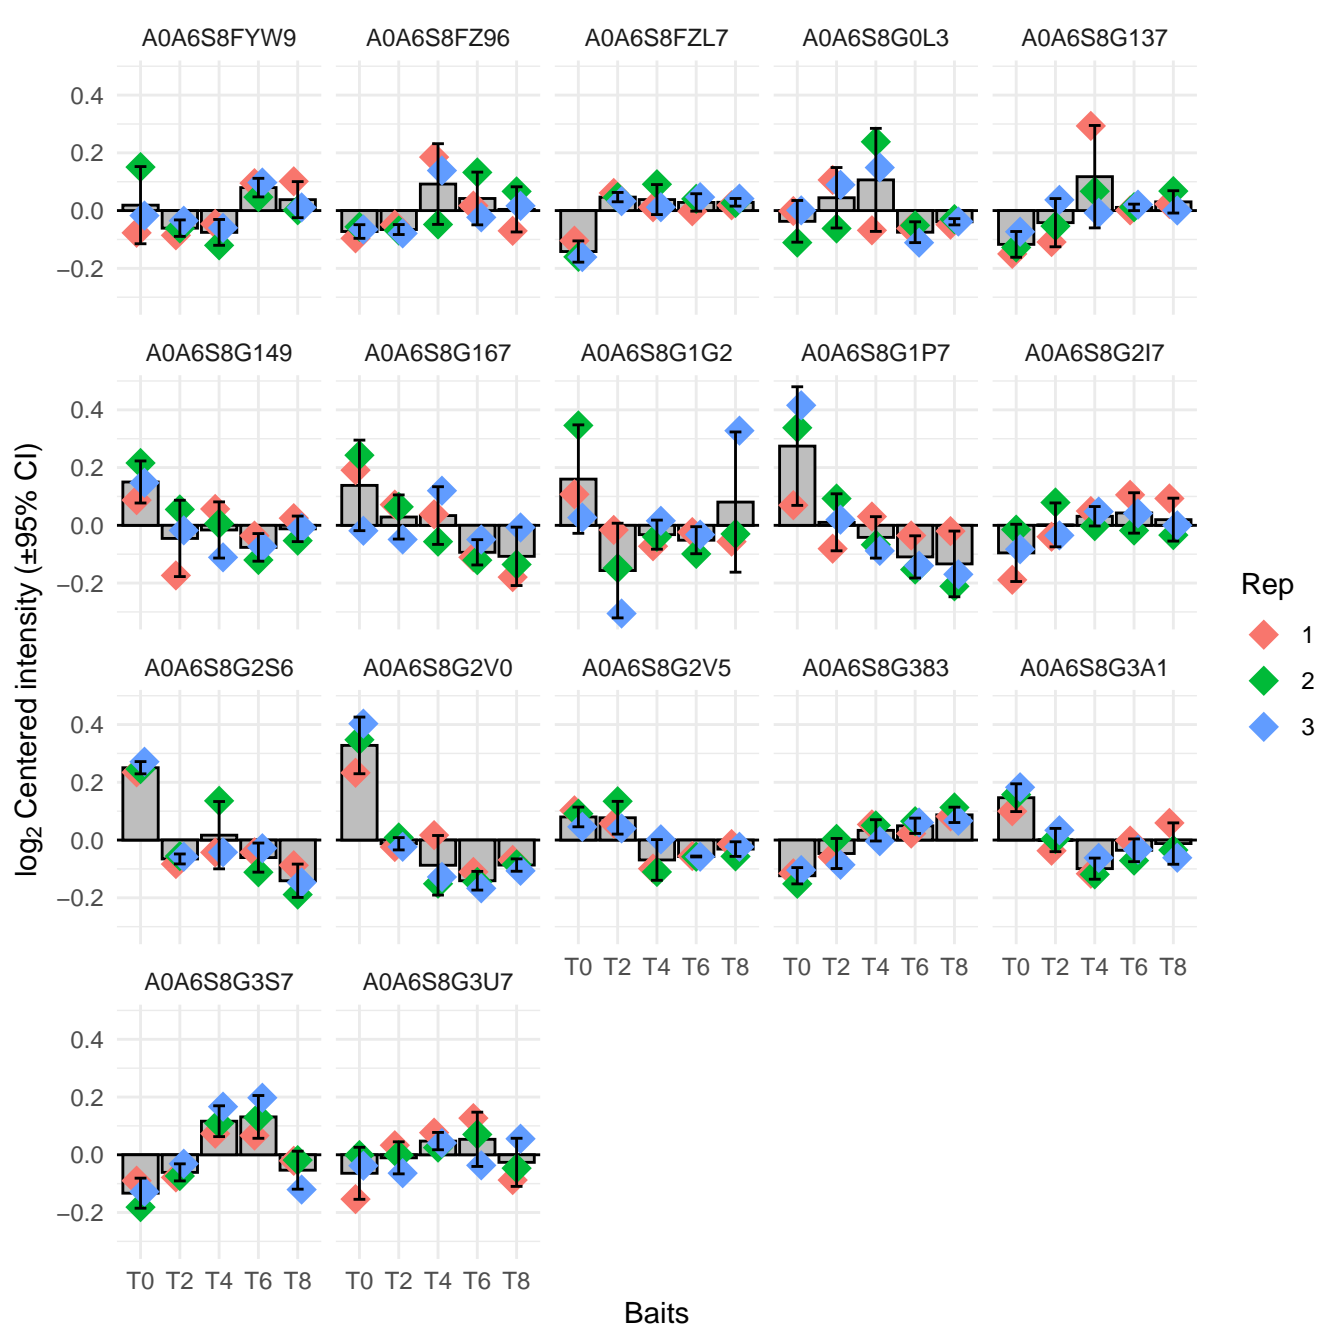 A0A6S8FYW9 A0A6S8FZ96 A0A6S8FZL7 A0A6S8G0L3 A0A6S8G137
0.4
0.2
0.0
−0.2
A0A6S8G149 A0A6S8G167 A0A6S8G1G2 A0A6S8G1P7 A0A6S8G2I7
0.4
0.2
0.0
−0.2
A0A6S8G2S6 A0A6S8G2V0 A0A6S8G2V5 A0A6S8G383 A0A6S8G3A1
0.4
0.2
0.0
−0.2
T0 T2 T4 T6 T8 T0 T2 T4 T6 T8 T0 T2 T4 T6 T8
A0A6S8G3S7 A0A6S8G3U7
0.4
0.2
0.0
−0.2
T0 T2 T4 T6 T8 T0 T2 T4 T6 T8
Baits
log2 Centered intensity (±95% CI)
Rep
1
2
3